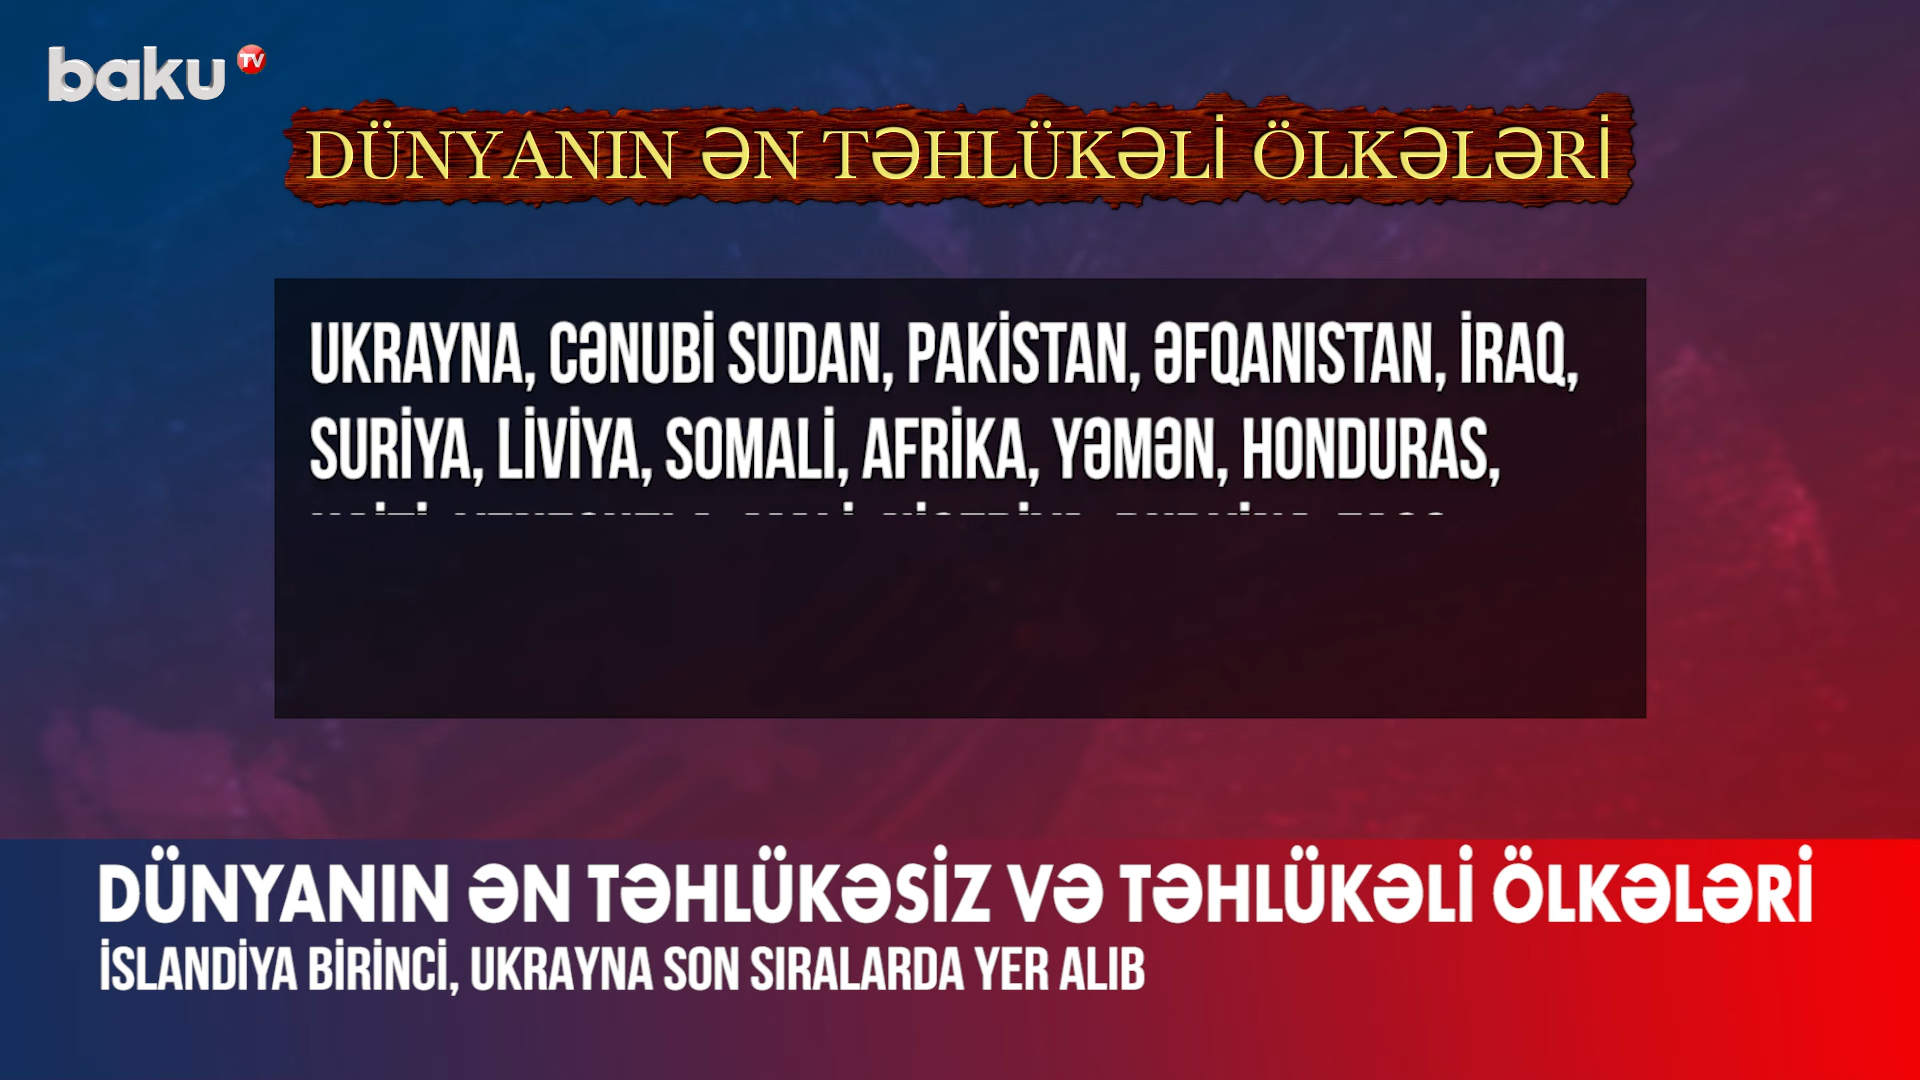 baku TV
DÜNYANIN ƏN TƏHLÜKƏLİ ÖLKƏLƏRİ
UKRAYNA, CƏNUBİ SUDAN, PAKİSTAN, ƏFQANISTAN, İRAQ,
SURİYA, LİVİYA, SOMALİ, AFRİKA, YƏMƏN, HONDURAS,
DÜNYANIN ƏN TƏHLÜKƏSİZ VƏ TƏHLÜKƏLİ ÖLKƏLƏRİ
İSLANDİYA BİRİNCİ, UKRAYNA SON SIRALARDA YER ALIB